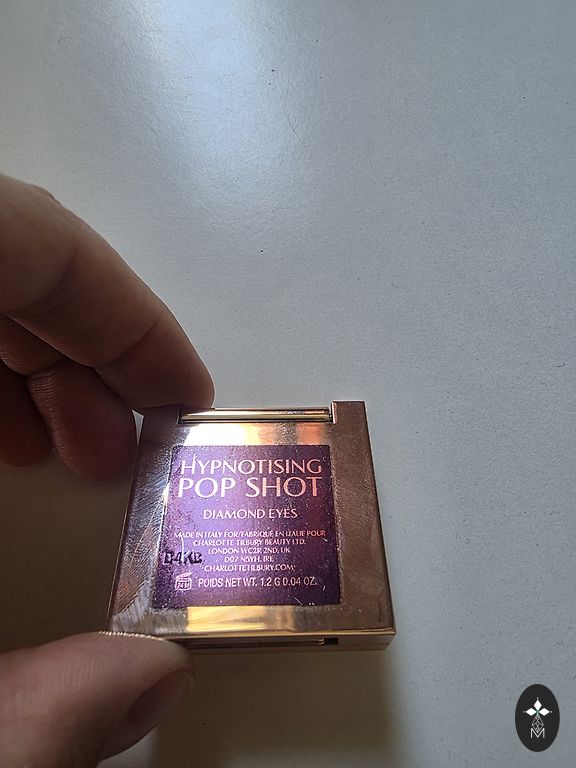 HYPNOTISING
POP SHOT
DIAMOND EYES
MADE IN ITALY FOR/FABRIQUÉ EN ITALIE POUR
CHARLOTTE TILBURY BEAUTY LTD.
LONDON WC2R 2ND, UK
D07 N5YH, IRE
CHARLOTTETILBURY.COM
POIDS NET WT. 1.2 G 0.04 OZ.